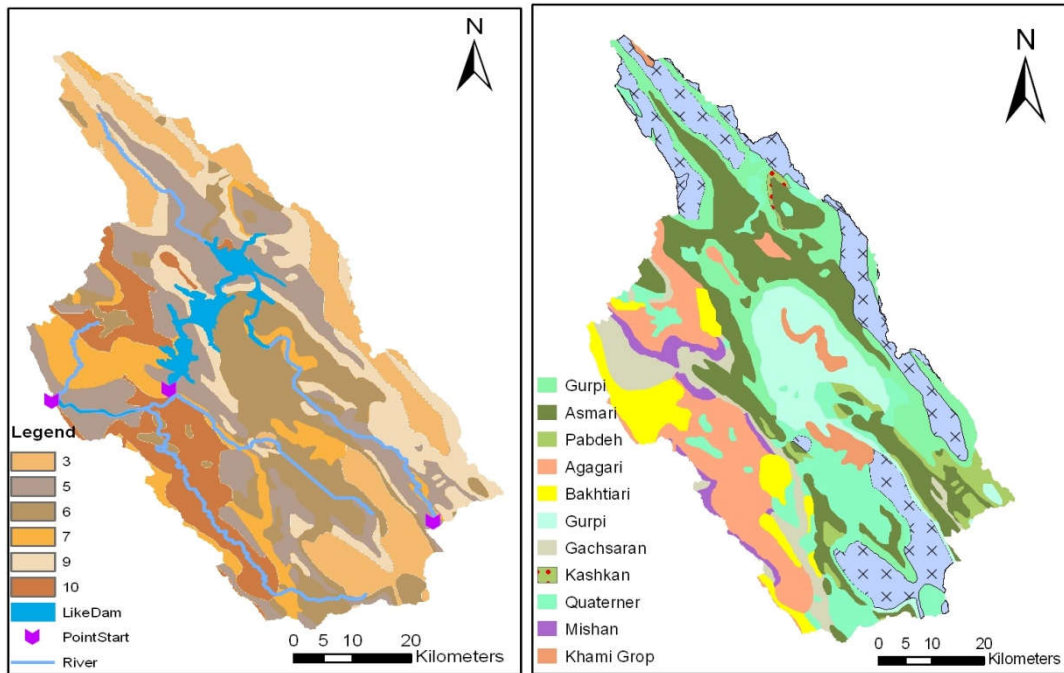 N
Legend
3
5
6
7
9
10
LikeDam
PointStart
River
0 5 10 20
Kilometers
N
Gurpi
Asmari
Pabdeh
Agagari
Bakhtiari
Gurpi
Gachsaran
Kashkan
Quaterner
Mishan
Khami Grop
0 5 10 20
Kilometers